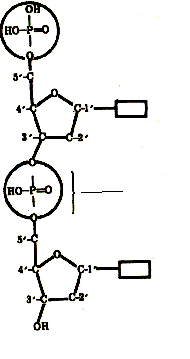 OH
HO-P=O
O
5'-C
O
4'-C C-1'
3'-C C-2'
O
HO-P=O
O
5'-C
O
4'-C C-1'
3'-C C-2'
OH